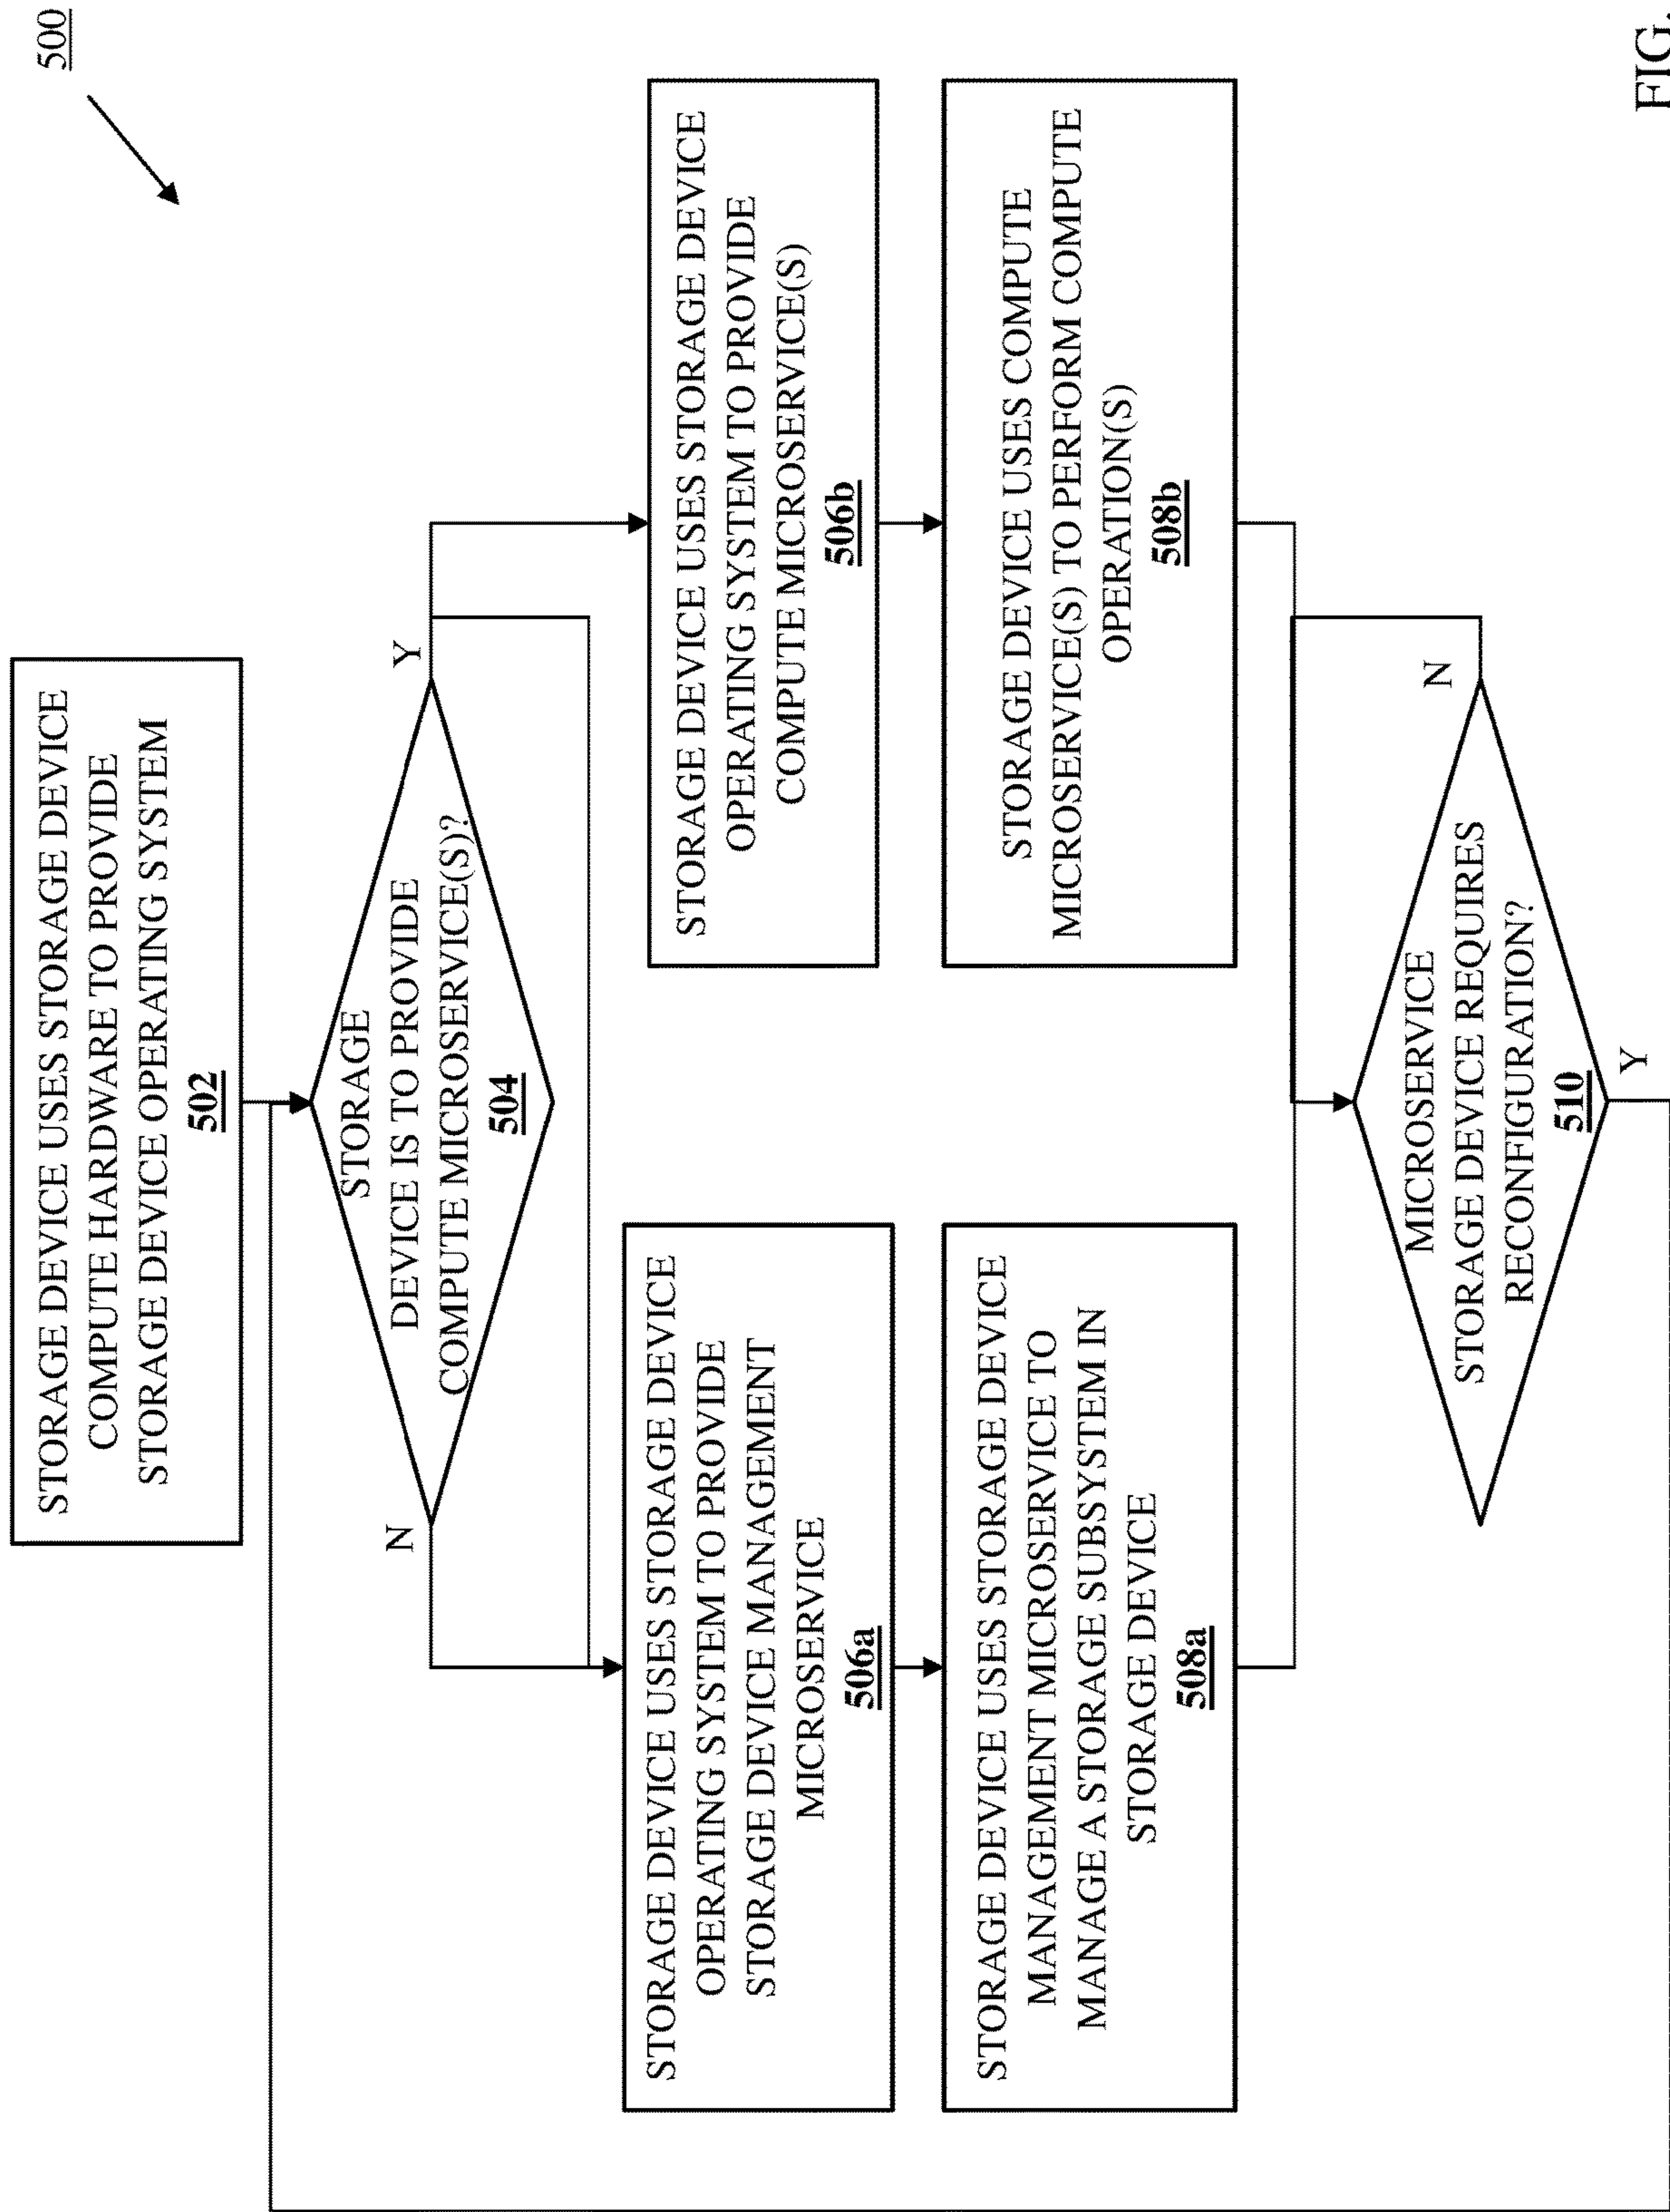 500
STORAGE DEVICE USES STORAGE DEVICE
COMPUTE HARDWARE TO PROVIDE
STORAGE DEVICE OPERATING SYSTEM
502
STORAGE
DEVICE IS TO PROVIDE
COMPUTE MICROSERVICE(S)?
504
N
Y
STORAGE DEVICE USES STORAGE DEVICE
OPERATING SYSTEM TO PROVIDE
STORAGE DEVICE MANAGEMENT
MICROSERVICE
506a
STORAGE DEVICE USES STORAGE DEVICE
OPERATING SYSTEM TO PROVIDE
COMPUTE MICROSERVICE(S)
506b
STORAGE DEVICE USES STORAGE DEVICE
MANAGEMENT MICROSERVICE TO
MANAGE A STORAGE SUBSYSTEM IN
STORAGE DEVICE
508a
STORAGE DEVICE USES COMPUTE
MICROSERVICE(S) TO PERFORM COMPUTE
OPERATION(S)
508b
MICROSERVICE
STORAGE DEVICE REQUIRES
RECONFIGURATION?
510
N
Y
FIG.